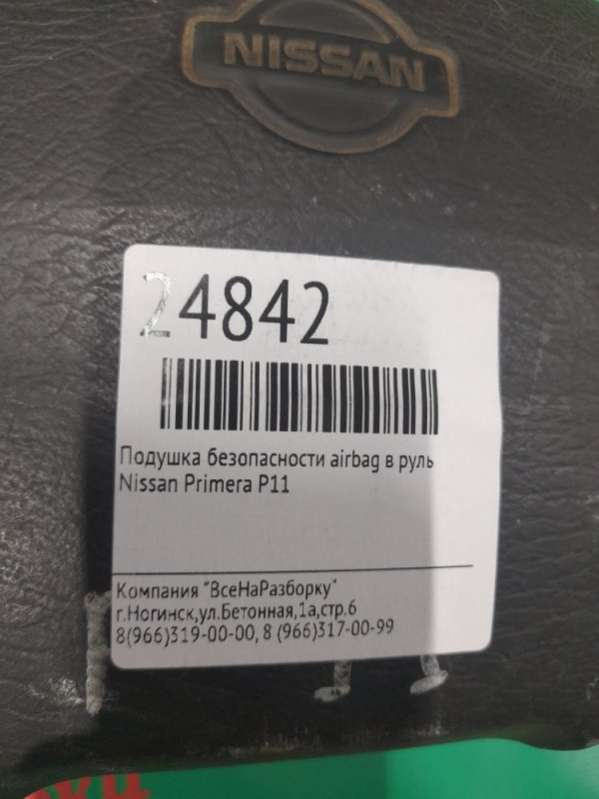 NISSAN
24842
Подушка безопасности airbag в руль
Nissan Primera P11
Компания "ВсеНаРазборку"
г.Ногинск,ул.Бетонная,1а,стр.6
8(966)319-00-00, 8 (966)317-00-99